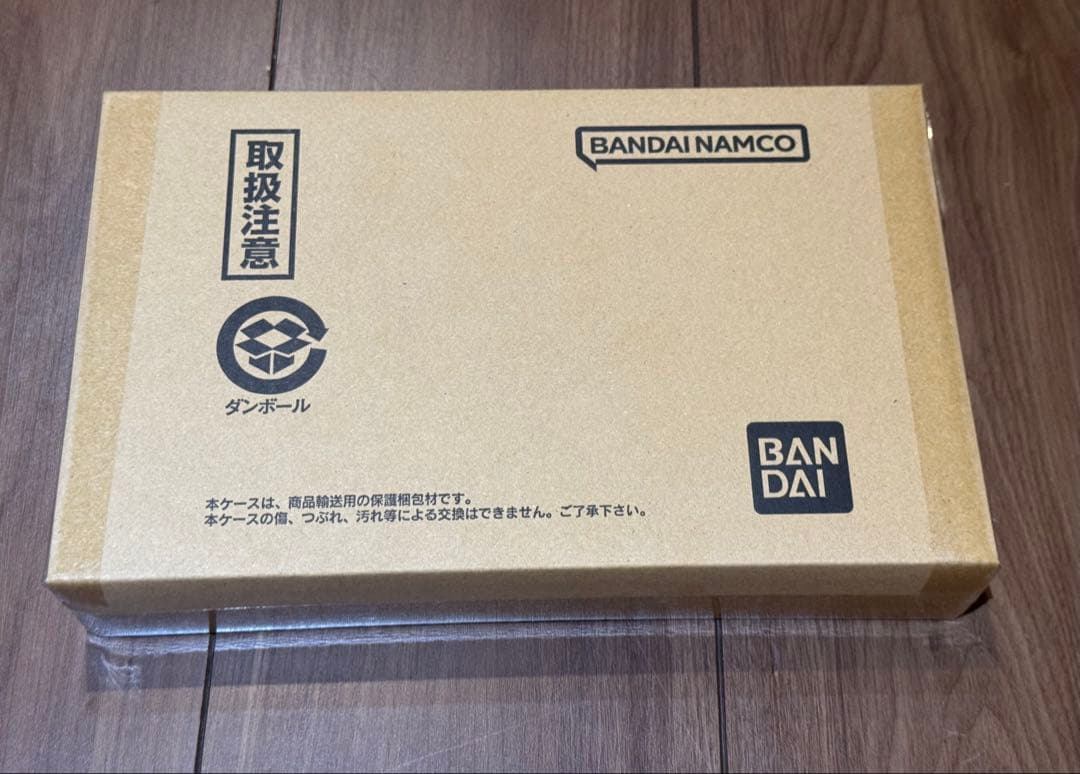 取扱注意
BANDAI NAMCO
ダンボール
BAN
DAI
本ケースは、商品輸送用の保護梱包材です。
本ケースの傷、つぶれ、汚れ等による交換はできません。ご了承下さい。